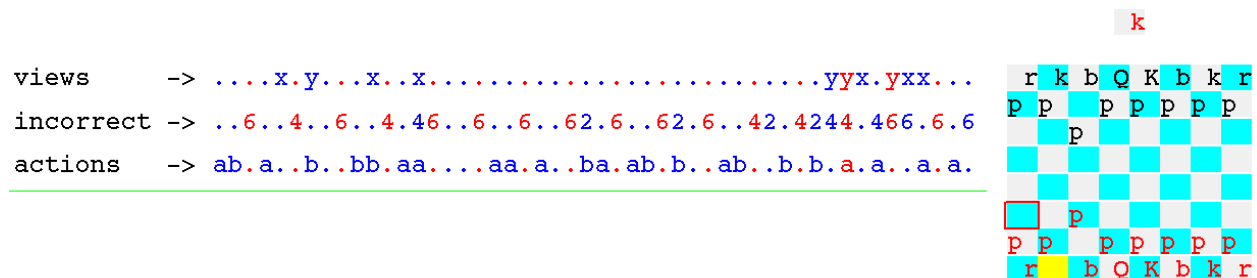 k
views -> ....x.y...x..x..........................yyx.yxx...
incorrect -> ..6..4..6..4.46..6..6..62.6..62.6..42.4244.466.6.6
actions -> ab.a..b..bb.aa....aa.a..ba.ab.b..ab..b.b.a.a..a.a.
r k b Q K b k r
p p p p p p p
p
p
p p p p p p p
r b Q K b k r